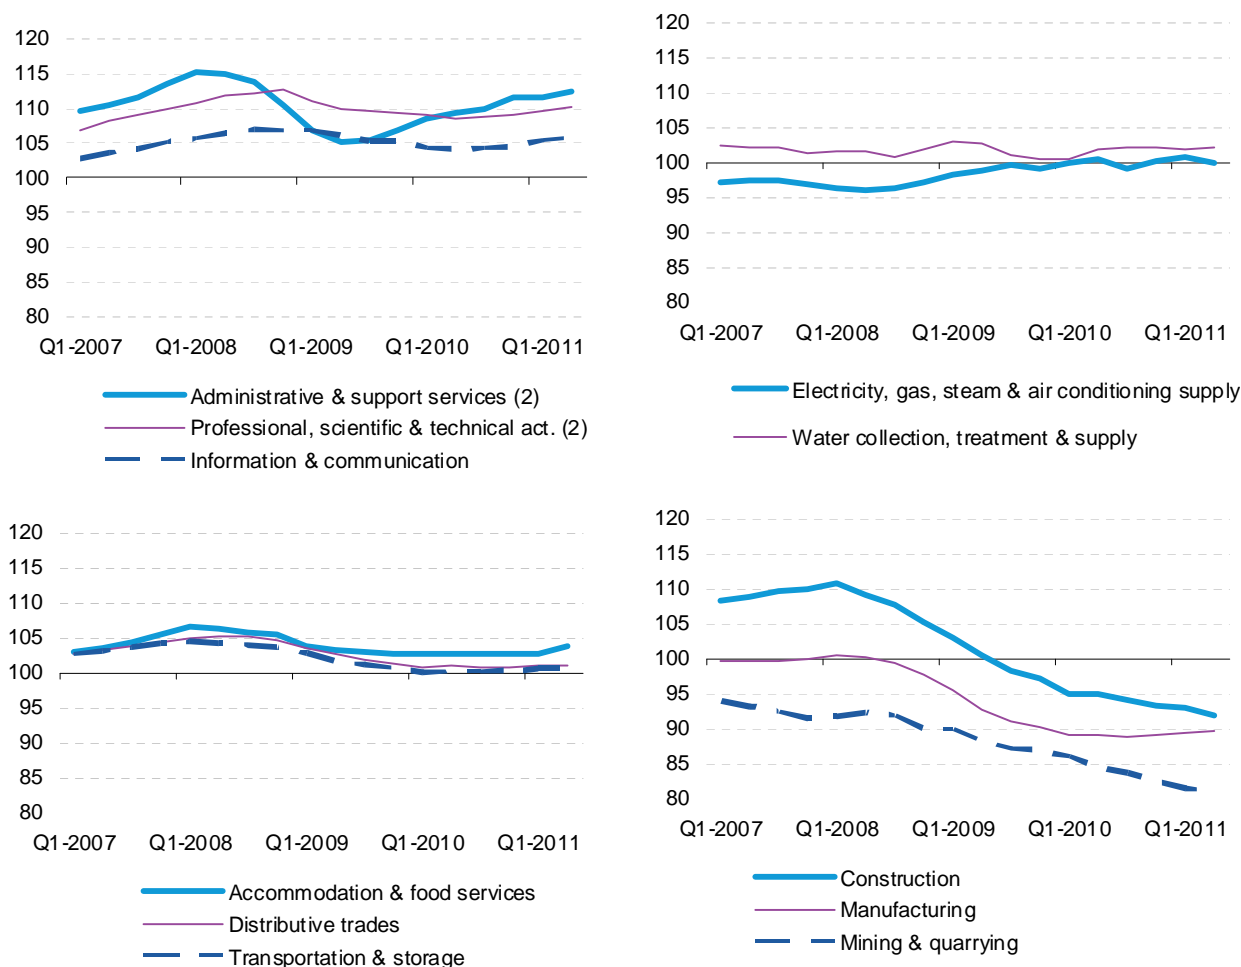 120
115
110
105
100
95
90
85
80
Q1-2007 Q1-2008 Q1-2009 Q1-2010 Q1-2011
Administrative & support services (2)
Professional, scientific & technical act. (2)
Information & communication
120
115
110
105
100
95
90
85
80
Q1-2007 Q1-2008 Q1-2009 Q1-2010 Q1-2011
Electricity, gas, steam & air conditioning supply
Water collection, treatment & supply
120
115
110
105
100
95
90
85
80
Q1-2007 Q1-2008 Q1-2009 Q1-2010 Q1-2011
Accommodation & food services
Distributive trades
Transportation & storage
120
115
110
105
100
95
90
85
80
Q1-2007 Q1-2008 Q1-2009 Q1-2010 Q1-2011
Construction
Manufacturing
Mining & quarrying